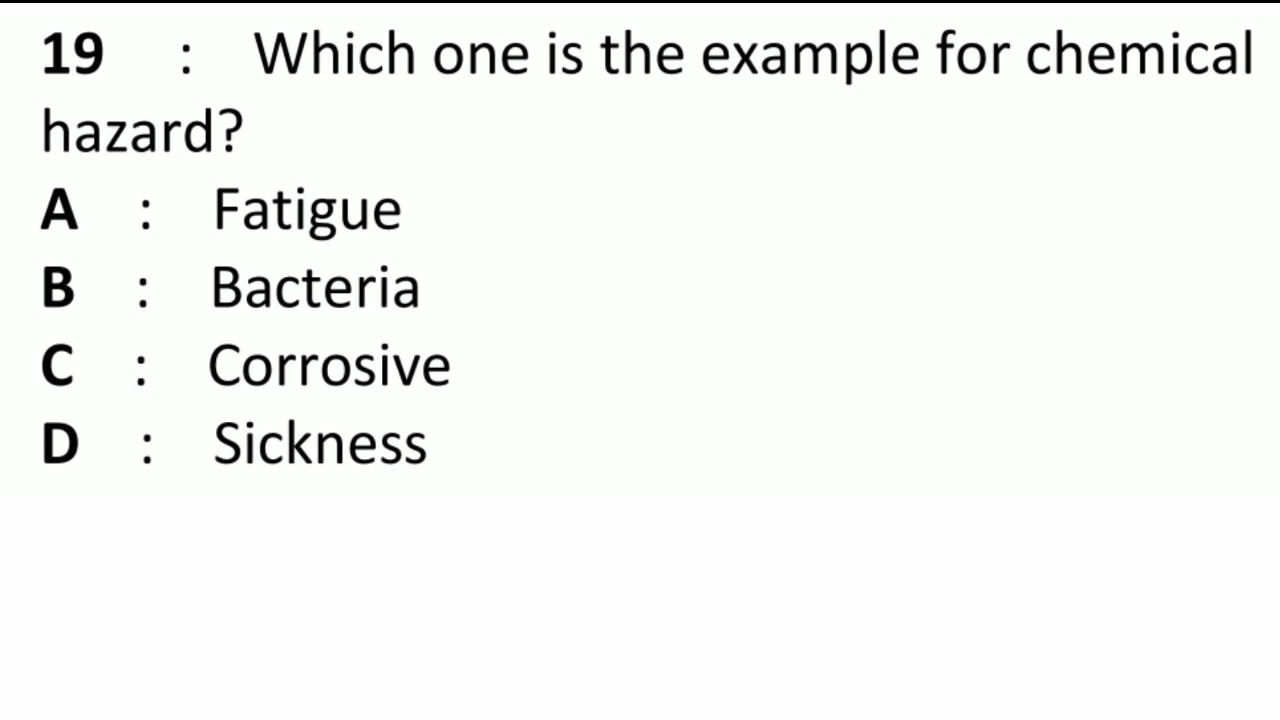 19 : Which one is the example for chemical
hazard?
A : Fatigue
B : Bacteria
C : Corrosive
D : Sickness